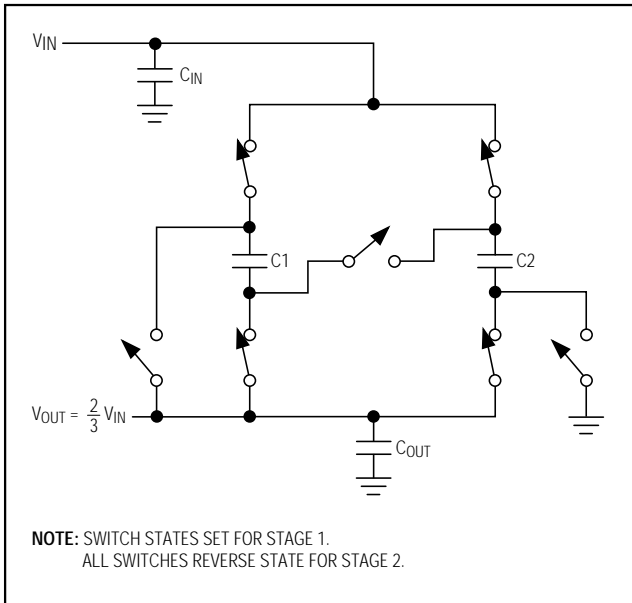 VIN
CIN
C1
C2
VOUT = 2/3 VIN
COUT
NOTE: SWITCH STATES SET FOR STAGE 1.
ALL SWITCHES REVERSE STATE FOR STAGE 2.